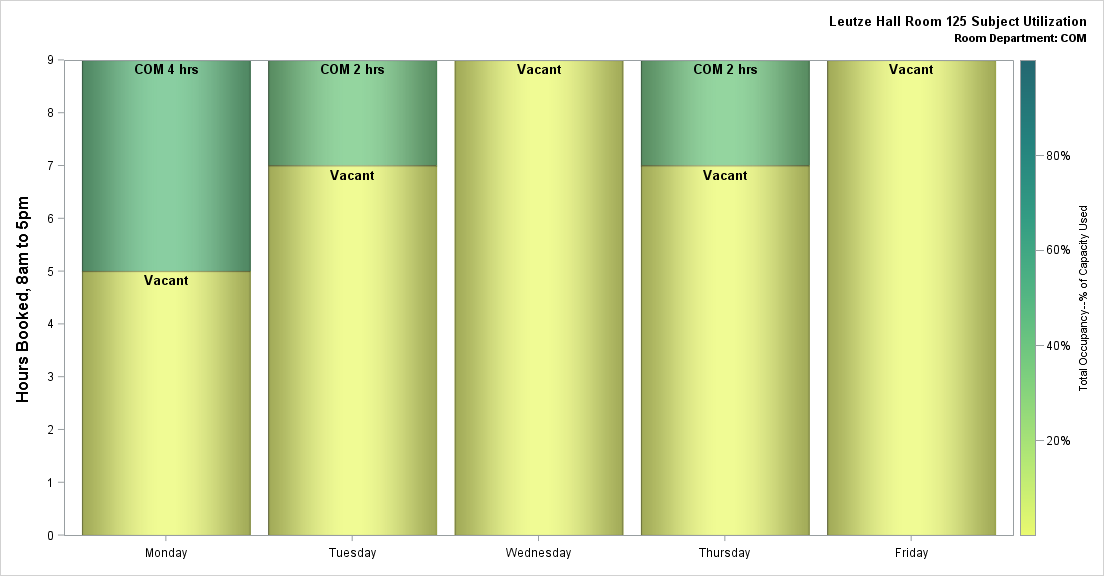 Leutze Hall Room 125 Subject Utilization
Room Department: COM
Hours Booked, 8am to 5pm
9
8
7
6
5
4
3
2
1
0
COM 4 hrs
Vacant
COM 2 hrs
Vacant
Vacant
COM 2 hrs
Vacant
Vacant
Monday
Tuesday
Wednesday
Thursday
Friday
80%
60%
40%
20%
Total Occupancy--% of Capacity Used